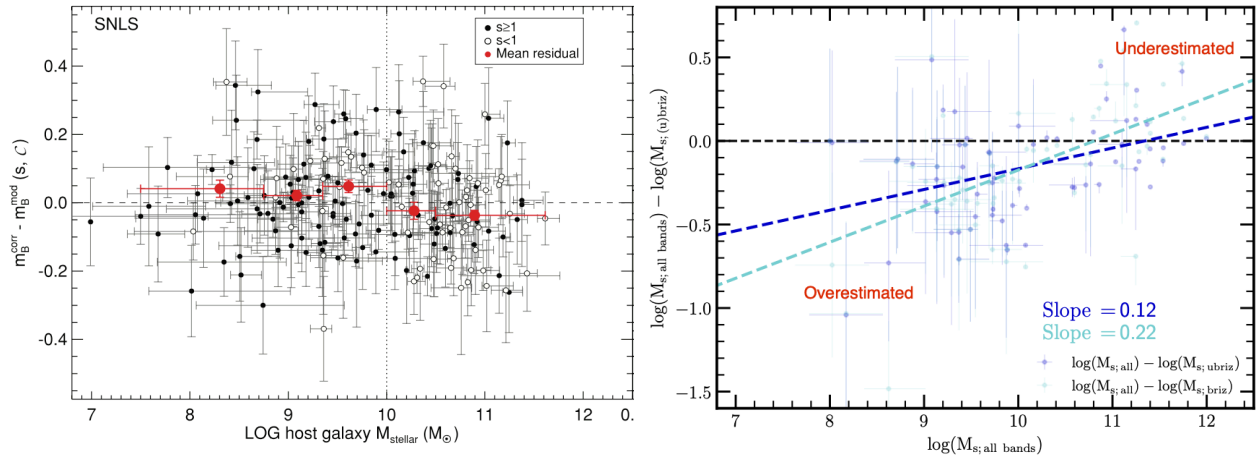 SNLS
s≥1
s<1
Mean residual
0.4
0.2
0.0
-0.2
-0.4
m_B^corr - m_B^mod (s, 𝒞)
7 8 9 10 11 12 0.
LOG host galaxy M_stellar (M_⊙)
0.5
0.0
−0.5
−1.0
−1.5
log(M_s; all bands) − log(M_s; (u)briz)
Underestimated
Overestimated
Slope = 0.12
Slope = 0.22
log(M_s; all) − log(M_s; ubriz)
log(M_s; all) − log(M_s; briz)
7 8 9 10 11 12
log(M_s; all bands)